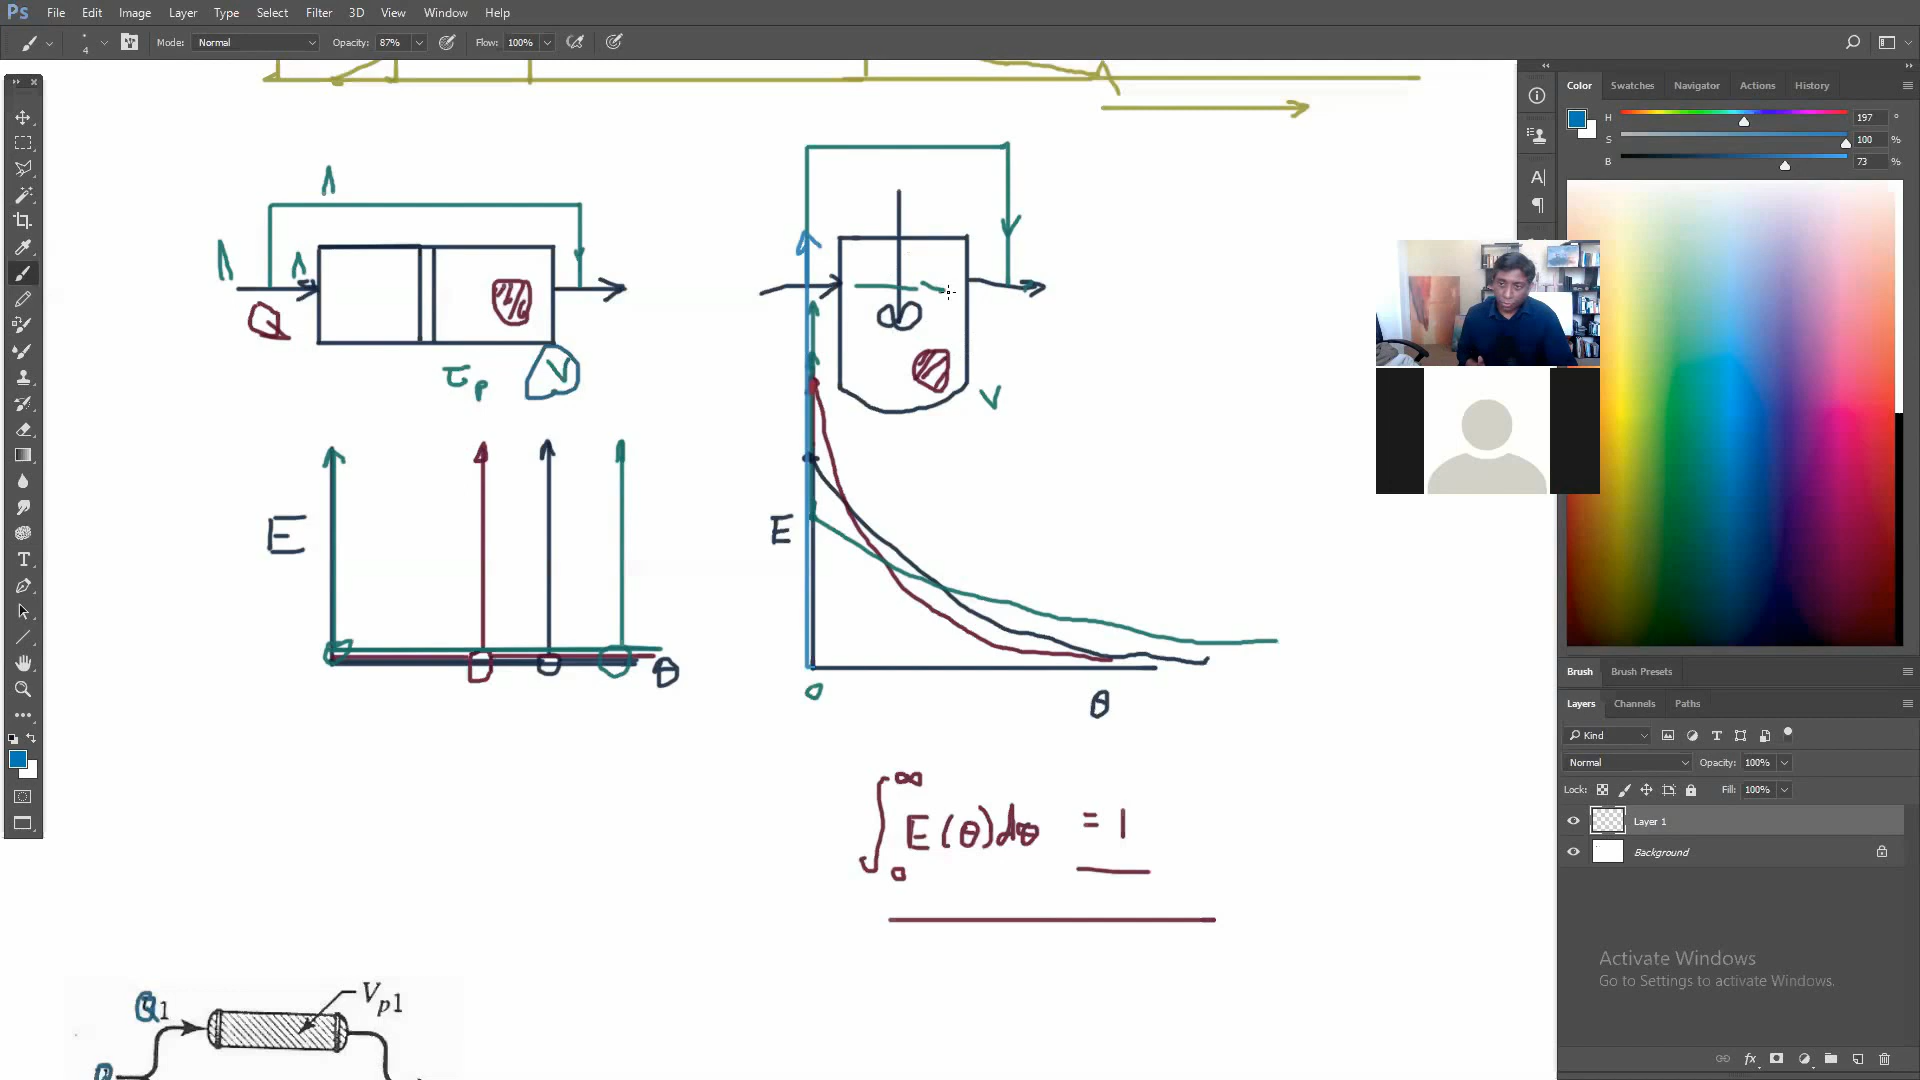 Ps File Edit Image Layer Type Select Filter 3D View Window Help
4 Mode: Normal Opacity: 87% Flow: 100%
Color Swatches Navigator Actions History
H 197 °
S 100 %
B 73 %
Q
τp
V
V
E
θ
E
0
θ
∫₀^∞ E(θ)dθ = 1
Q1
Vp1
Brush Brush Presets
Layers Channels Paths
Kind
Normal Opacity: 100%
Lock: Fill: 100%
Layer 1
Background
Activate Windows
Go to Settings to activate Windows.